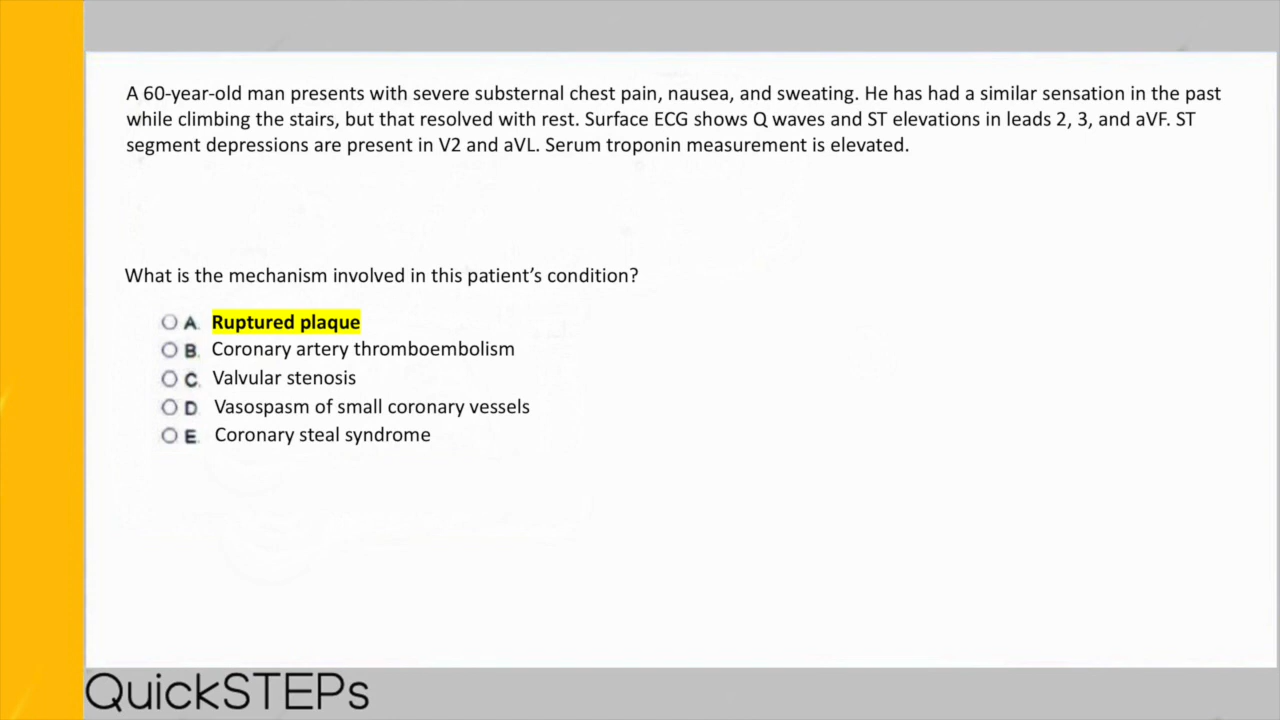 A 60-year-old man presents with severe substernal chest pain, nausea, and sweating. He has had a similar sensation in the past
while climbing the stairs, but that resolved with rest. Surface ECG shows Q waves and ST elevations in leads 2, 3, and aVF. ST
segment depressions are present in V2 and aVL. Serum troponin measurement is elevated.
What is the mechanism involved in this patient's condition?
A. Ruptured plaque
B. Coronary artery thromboembolism
C. Valvular stenosis
D. Vasospasm of small coronary vessels
E. Coronary steal syndrome
QuickSTEPs